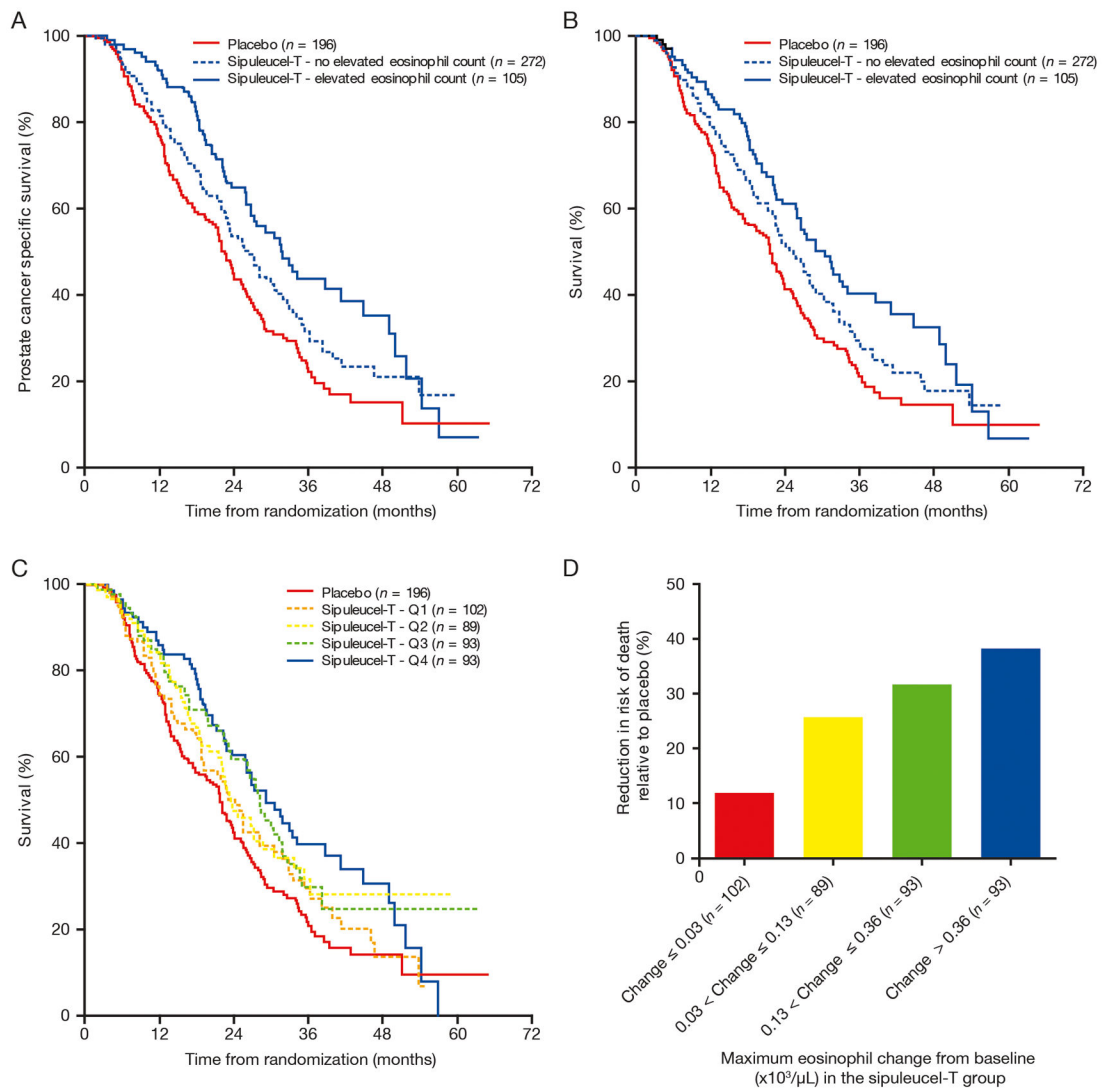 A
Prostate cancer specific survival (%)
100
80
60
40
20
0
Placebo (n = 196)
Sipuleucel-T - no elevated eosinophil count (n = 272)
Sipuleucel-T - elevated eosinophil count (n = 105)
0 12 24 36 48 60 72
Time from randomization (months)
B
Survival (%)
100
80
60
40
20
0
Placebo (n = 196)
Sipuleucel-T - no elevated eosinophil count (n = 272)
Sipuleucel-T - elevated eosinophil count (n = 105)
0 12 24 36 48 60 72
Time from randomization (months)
C
Survival (%)
100
80
60
40
20
0
Placebo (n = 196)
Sipuleucel-T - Q1 (n = 102)
Sipuleucel-T - Q2 (n = 89)
Sipuleucel-T - Q3 (n = 93)
Sipuleucel-T - Q4 (n = 93)
0 12 24 36 48 60 72
Time from randomization (months)
D
Reduction in risk of death
relative to placebo (%)
50
40
30
20
10
0
0
Change ≤ 0.03 (n = 102)
0.03 < Change ≤ 0.13 (n = 89)
0.13 < Change ≤ 0.36 (n = 93)
Change > 0.36 (n = 93)
Maximum eosinophil change from baseline
(x10³/µL) in the sipuleucel-T group